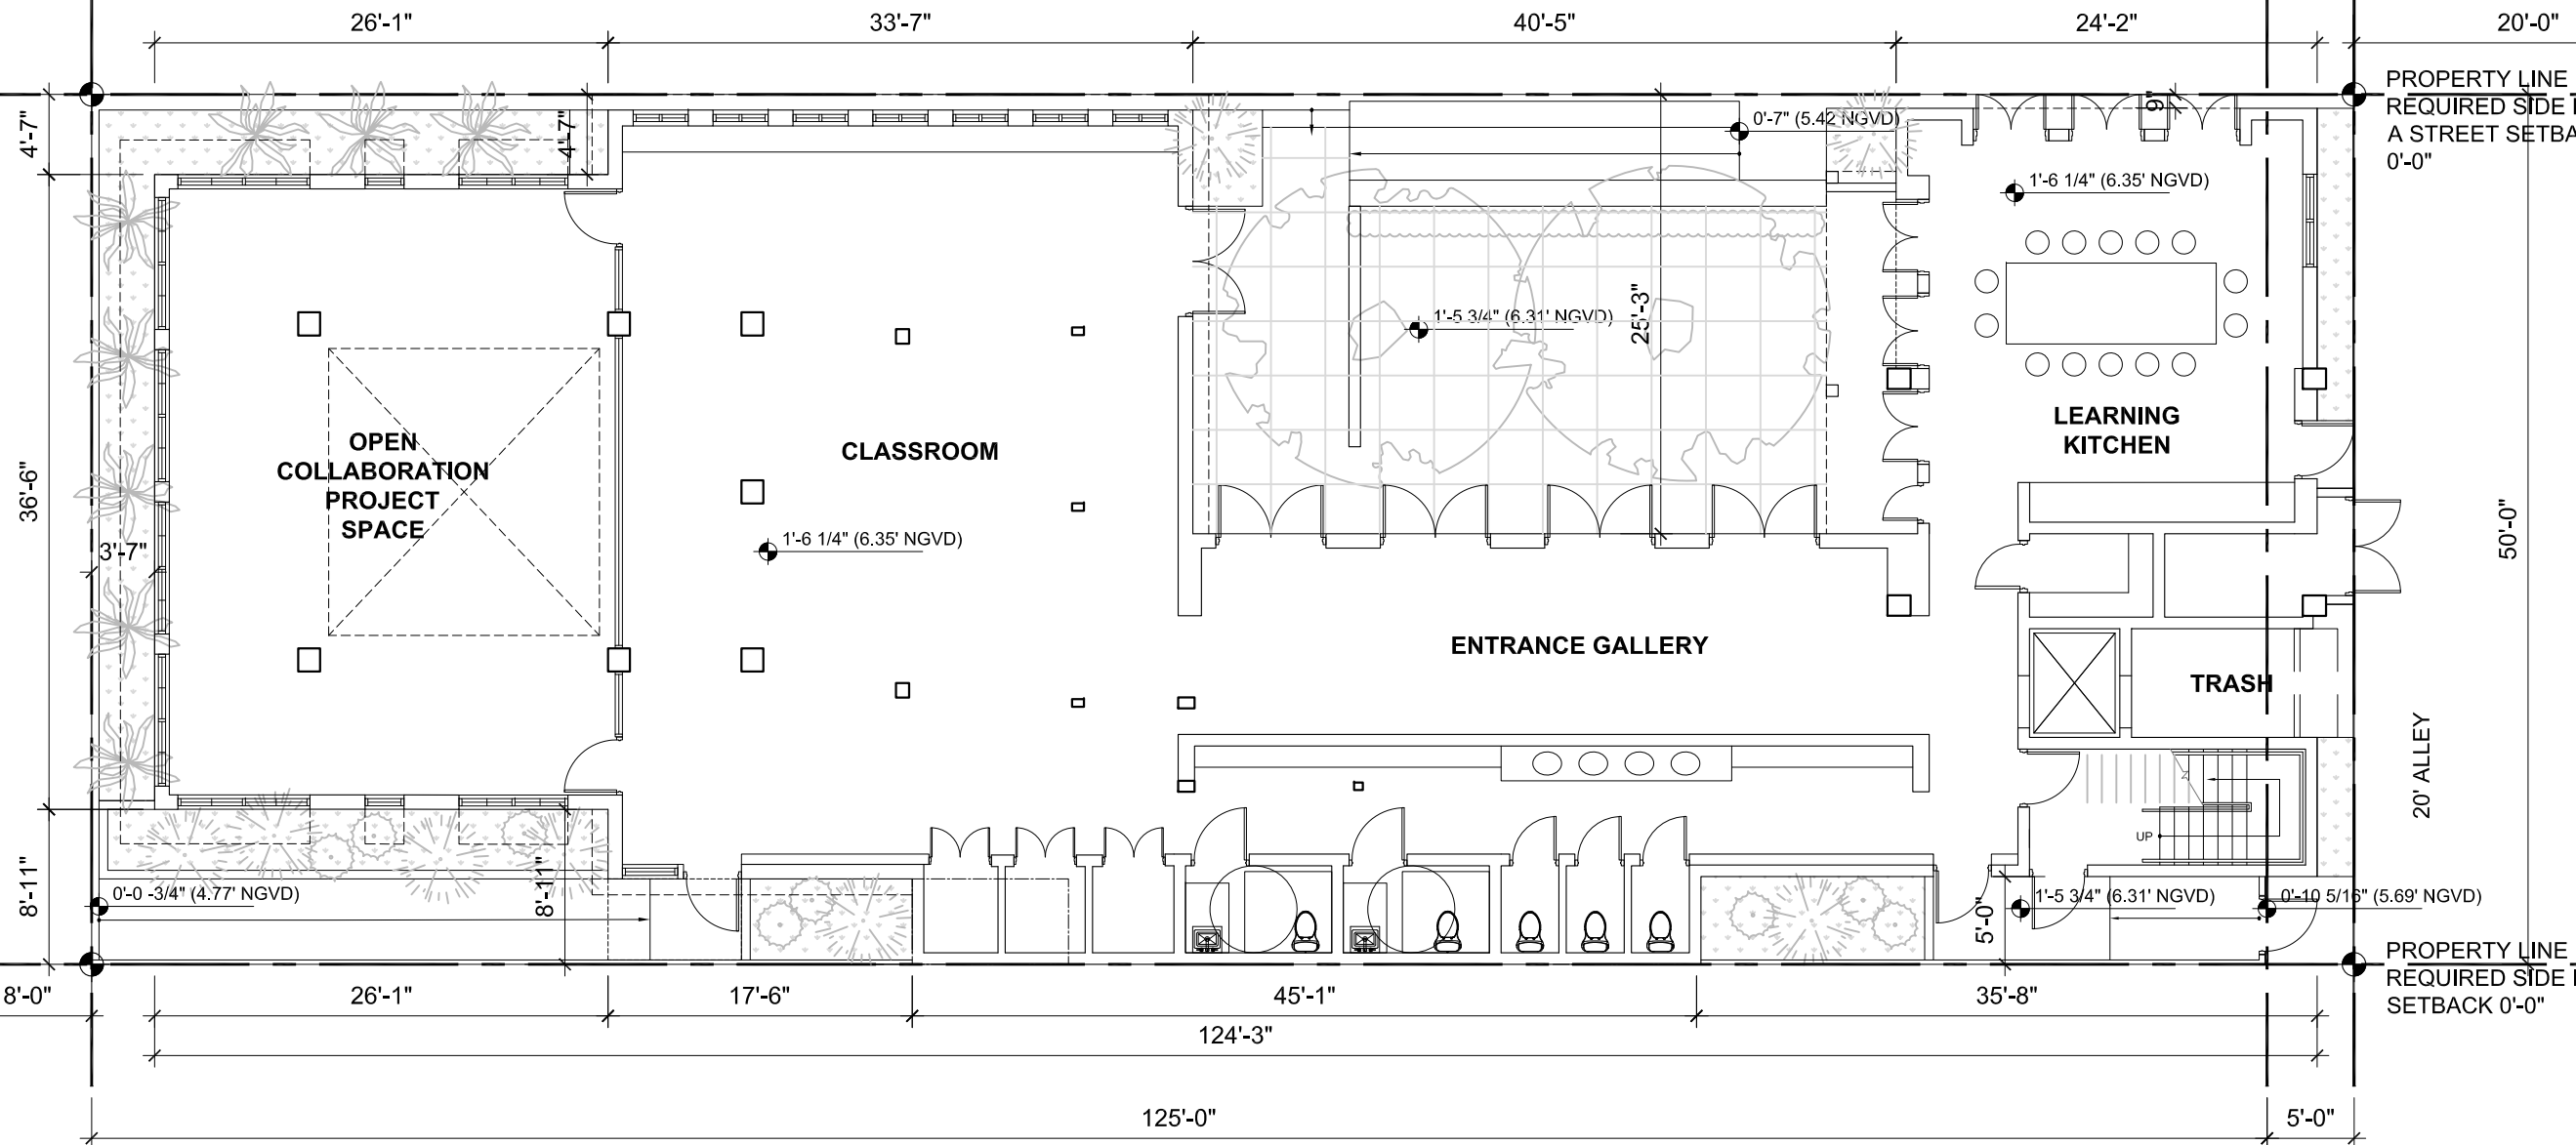 26'-1"
33'-7"
40'-5"
24'-2"
20'-0"
PROPERTY LINE
REQUIRED SIDE
A STREET SETBA
0'-0"
4'-7"
4'-7"
9"
0'-7" (5.42 NGVD)
1'-6 1/4" (6.35' NGVD)
1'-5 3/4" (6.31' NGVD)
25'-3"
OPEN
COLLABORATION
PROJECT
SPACE
CLASSROOM
LEARNING
KITCHEN
36'-6"
3'-7"
1'-6 1/4" (6.35' NGVD)
50'-0"
ENTRANCE GALLERY
TRASH
20' ALLEY
UP
8'-11"
8'-11"
0'-0 -3/4" (4.77' NGVD)
5'-0"
1'-5 3/4" (6.31' NGVD)
0'-10 5/16" (5.69' NGVD)
PROPERTY LINE
REQUIRED SIDE
SETBACK 0'-0"
8'-0"
26'-1"
17'-6"
45'-1"
35'-8"
124'-3"
125'-0"
5'-0"